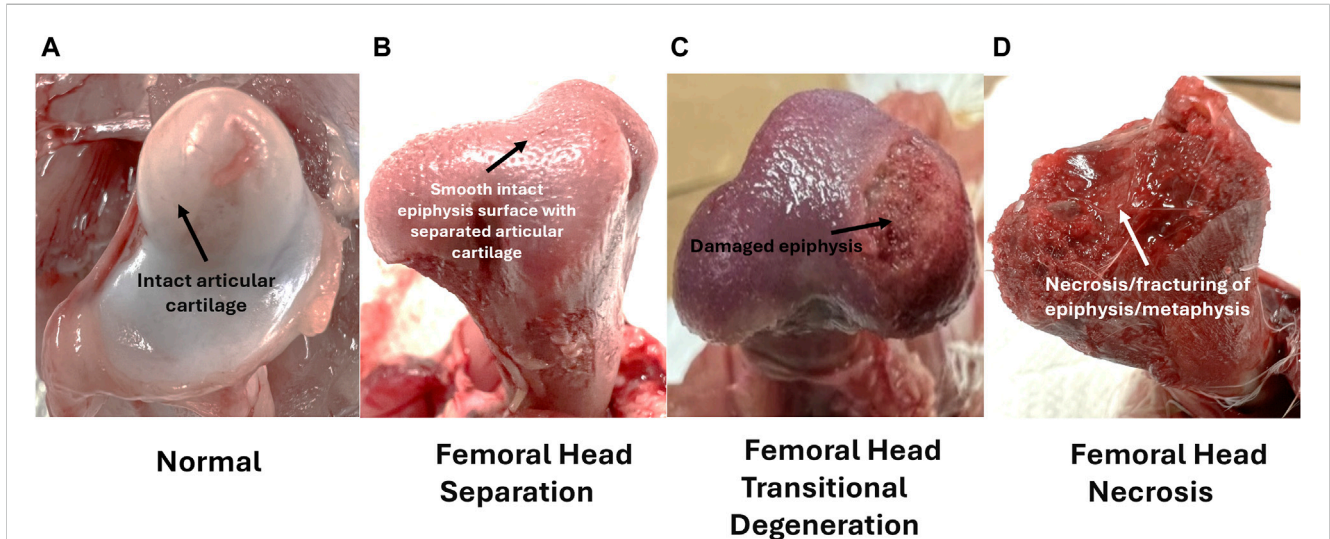 A
B
C
D
Intact articular
cartilage
Smooth intact
epiphysis surface with
separated articular
cartilage
Damaged epiphysis
Necrosis/fracturing of
epiphysis/metaphysis
Normal
Femoral Head
Separation
Femoral Head
Transitional
Degeneration
Femoral Head
Necrosis